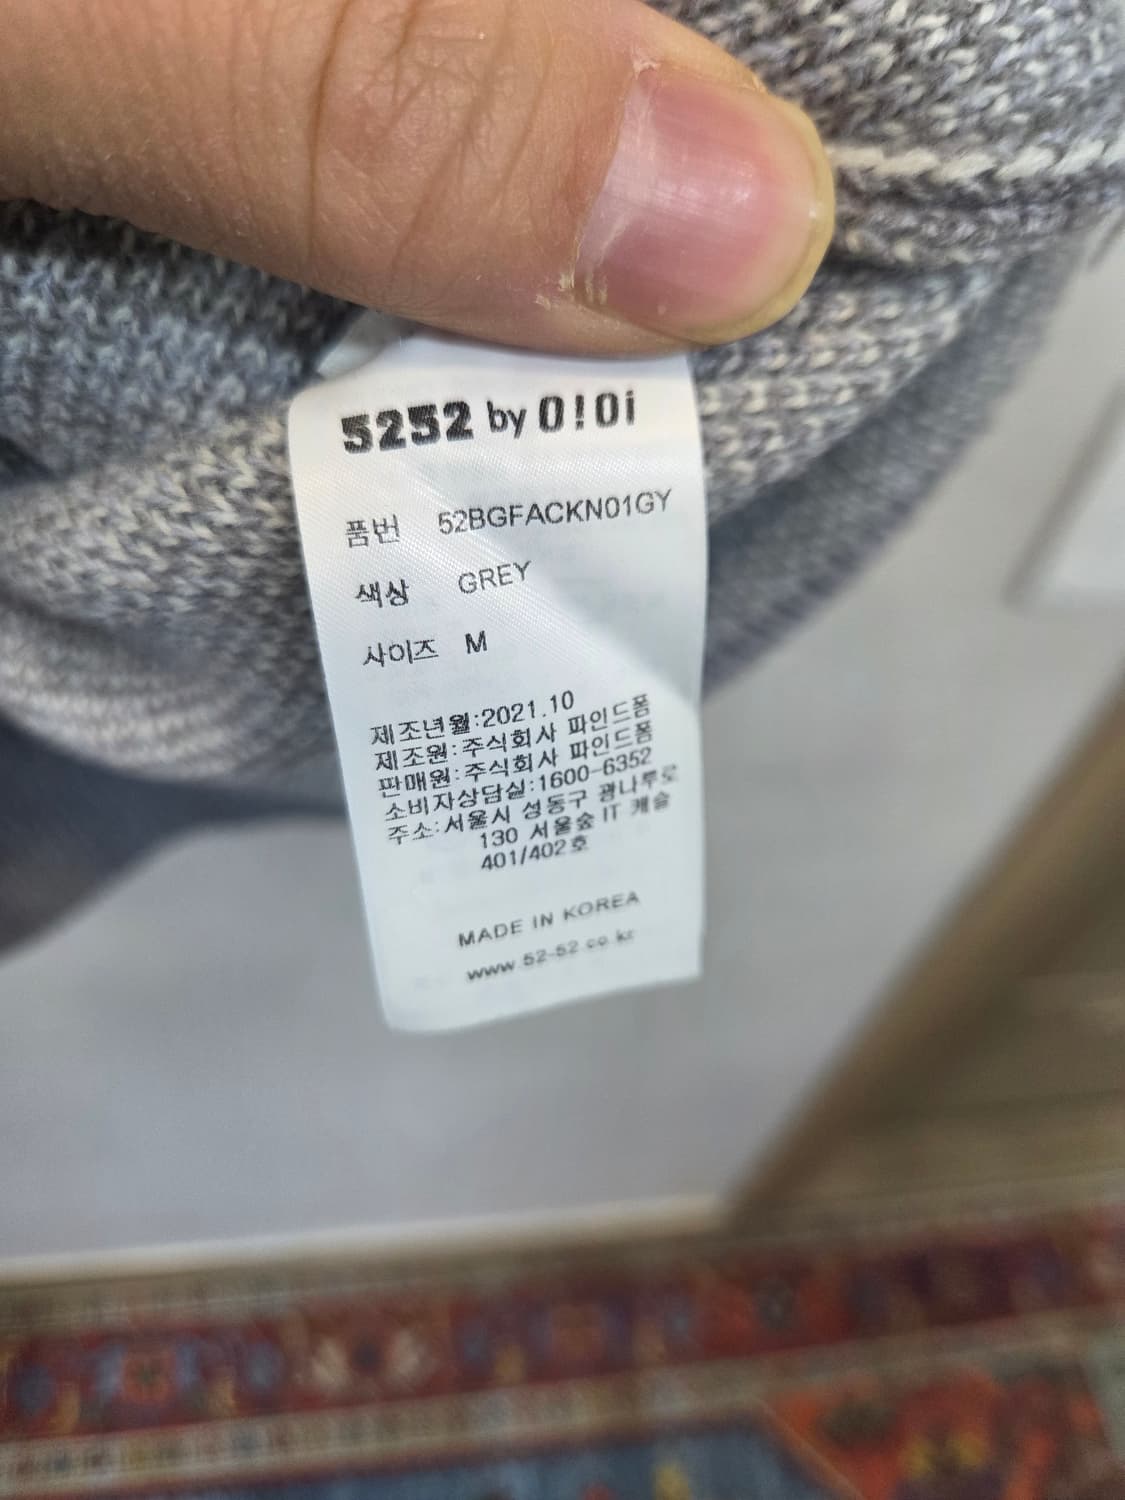 5252 by O!Oi
품번 52BGFACKN01GY
색상 GREY
사이즈 M
제조년월:2021.10
제조원:주식회사 파인드폼
판매원:주식회사 파인드폼
소비자상담실:1600-6352
주소:서울시 성동구 광나루로
130 서울숲 IT 캐슬
401/402호
MADE IN KOREA
www.52-52.co.kr